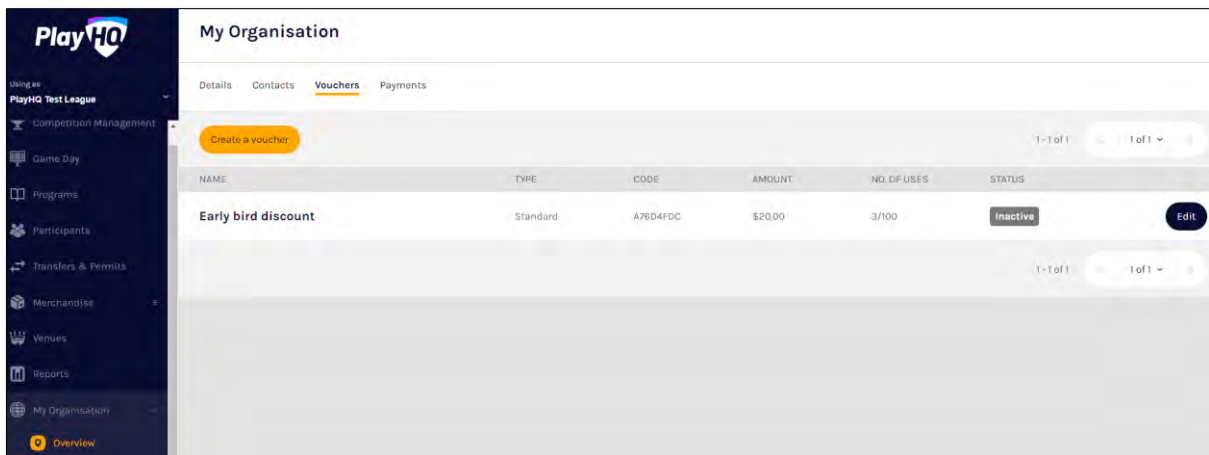 PlayHQ
My Organisation
Using as
PlayHQ Test League
Details Contacts Vouchers Payments
Competition Management
Game Day
Programs
Participants
Transfers & Permits
Merchandise
Venues
Reports
My Organisation
Overview
Create a voucher
1-1 of 1
1 of 1
NAME TYPE CODE AMOUNT NO. OF USES STATUS
Early bird discount Standard A76D4FDC $20.00 3/100 Inactive Edit
1-1 of 1
1 of 1